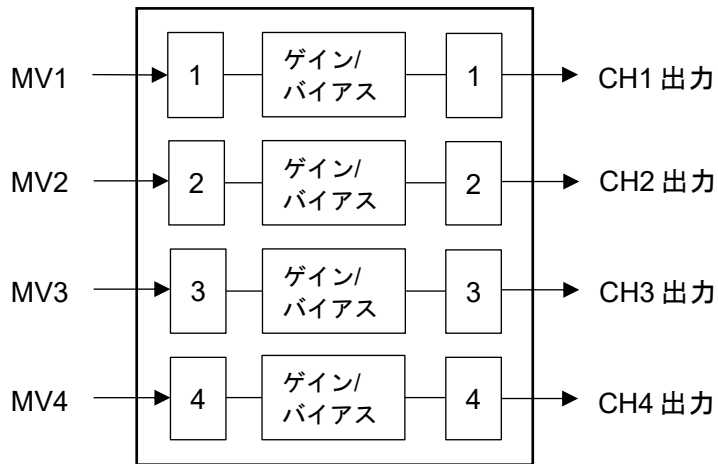 MV1
1
ゲイン/
バイアス
1
CH1 出力
MV2
2
ゲイン/
バイアス
2
CH2 出力
MV3
3
ゲイン/
バイアス
3
CH3 出力
MV4
4
ゲイン/
バイアス
4
CH4 出力